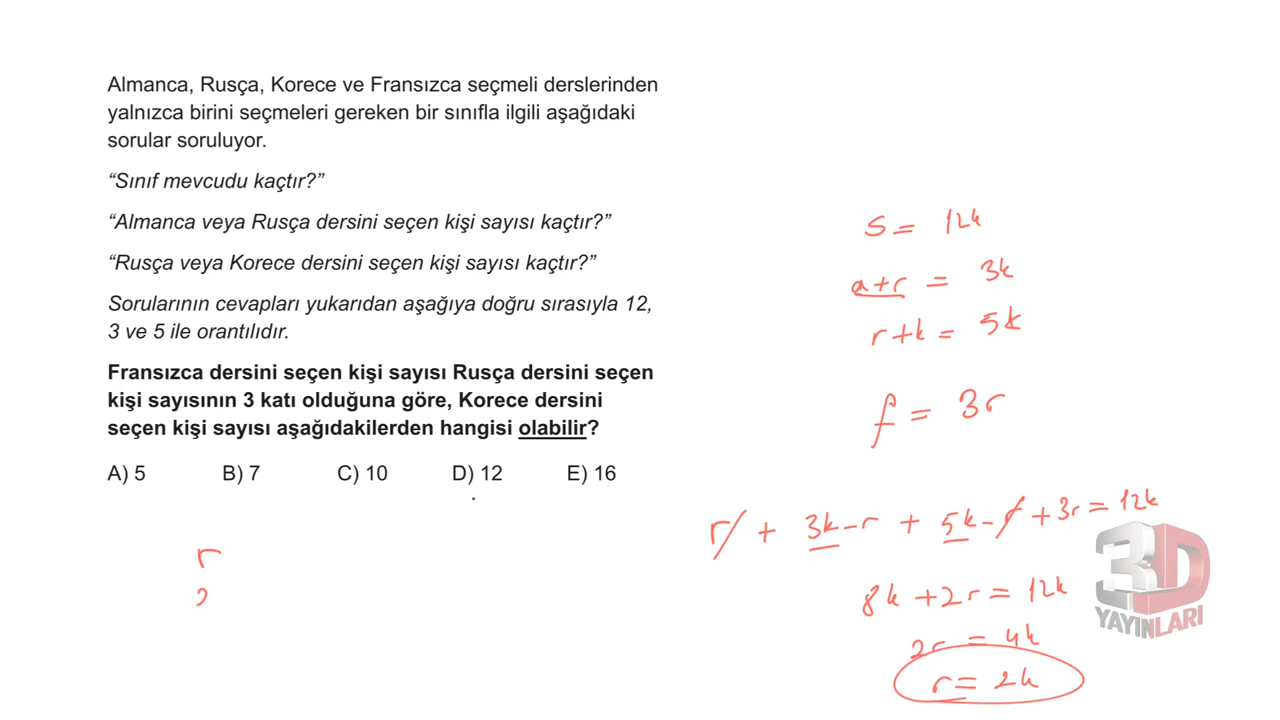 Almanca, Rusça, Korece ve Fransızca seçmeli derslerinden
yalnızca birini seçmeleri gereken bir sınıfla ilgili aşağıdaki
sorular soruluyor.
“Sınıf mevcudu kaçtır?”
“Almanca veya Rusça dersini seçen kişi sayısı kaçtır?”
“Rusça veya Korece dersini seçen kişi sayısı kaçtır?”
Sorularının cevapları yukarıdan aşağıya doğru sırasıyla 12,
3 ve 5 ile orantılıdır.
Fransızca dersini seçen kişi sayısı Rusça dersini seçen
kişi sayısının 3 katı olduğuna göre, Korece dersini
seçen kişi sayısı aşağıdakilerden hangisi olabilir?
A) 5 B) 7 C) 10 D) 12 E) 16
r
S = 12k
a+r = 3k
r+k = 5k
f = 3r
r + 3k-r + 5k-r + 3r = 12k
8k + 2r = 12k
2r = 4k
r = 2k
3D
YAYINLARI